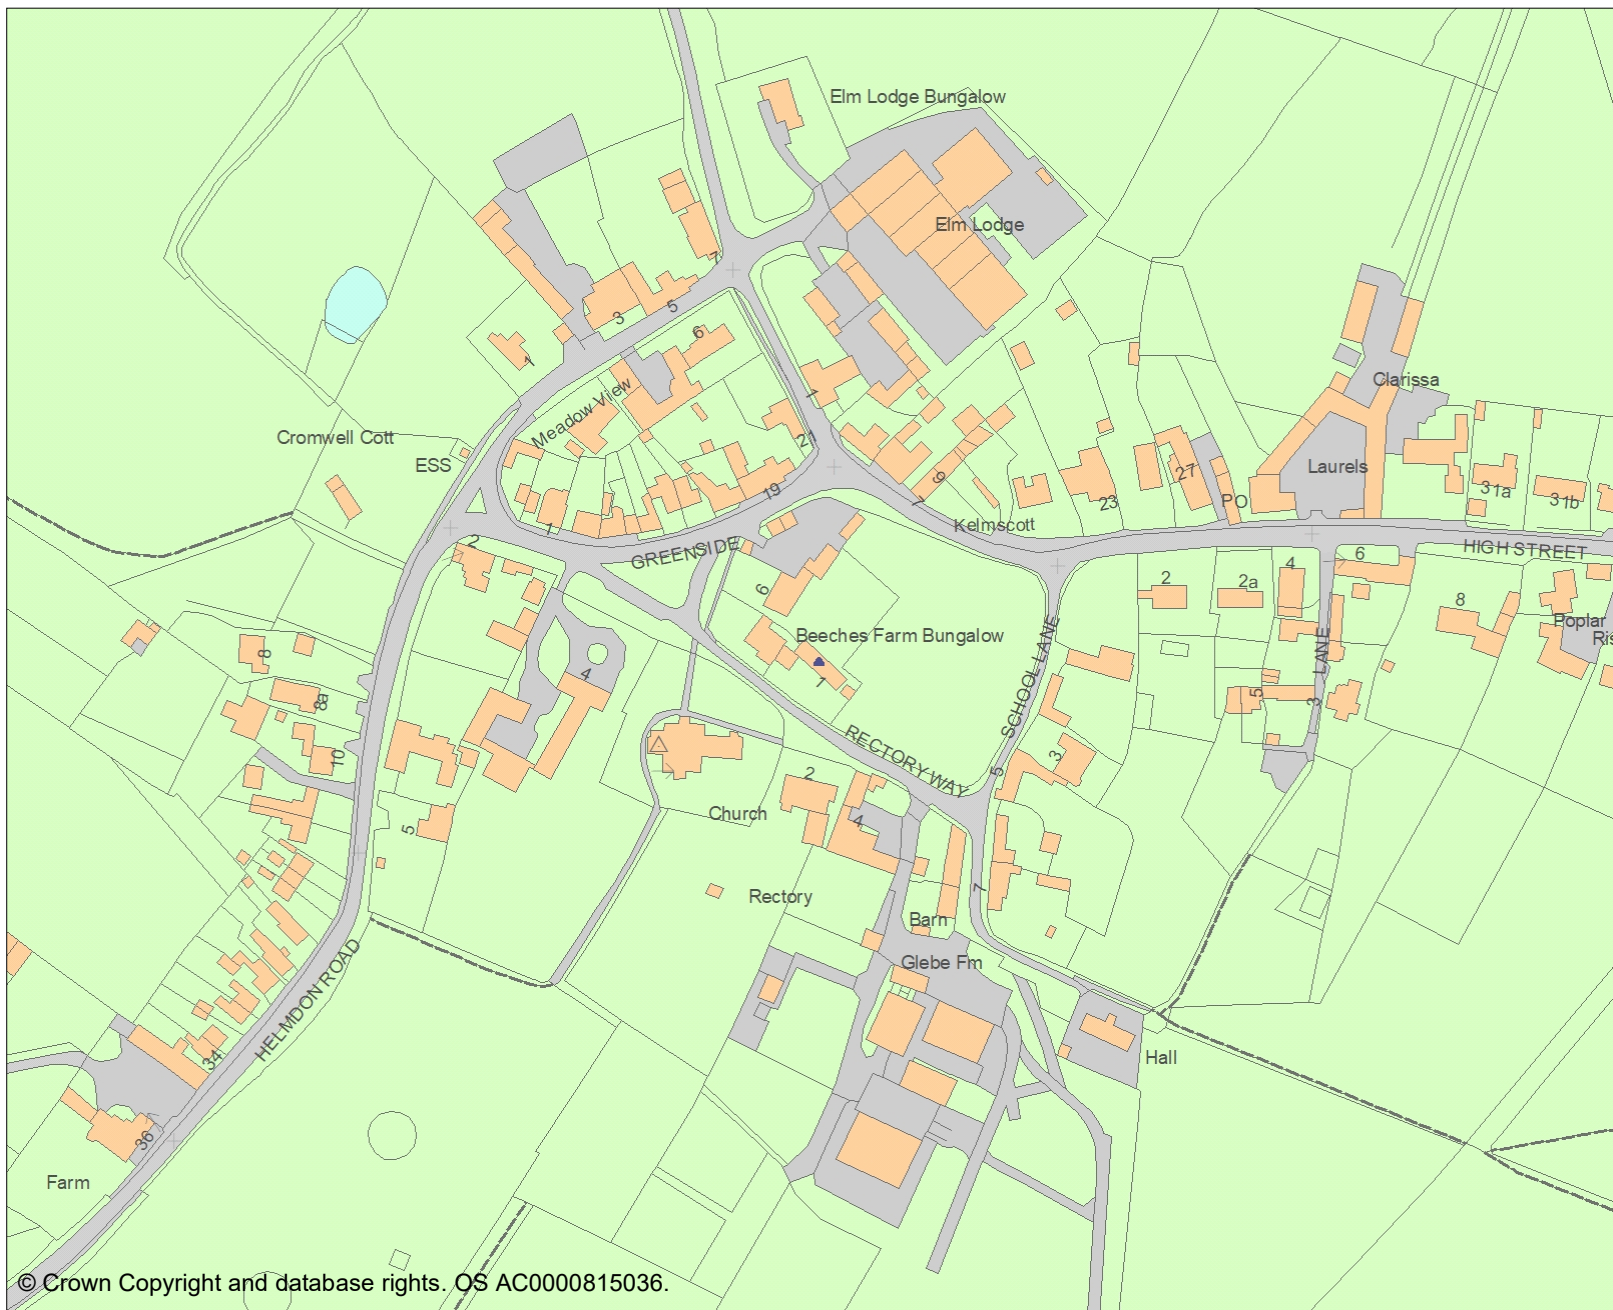 Elm Lodge Bungalow
Elm Lodge
7
5
3
6
1
Meadow View
1
21
Clarissa
Cromwell Cott
ESS
Laurels
9
27
23
19
1
PO
31a
31b
7
Kelmscott
1
2
GREENSIDE
HIGH STREET
6
4
2
2a
6
8
Poplar
Ris
Beeches Farm Bungalow
1
SCHOOL LANE
LANE
8
8a
4
5
3
10
RECTORY WAY
3
5
2
Church
4
5
Rectory
7
Barn
Glebe Fm
HELMDON ROAD
34
Hall
36
Farm
© Crown Copyright and database rights. OS AC0000815036.